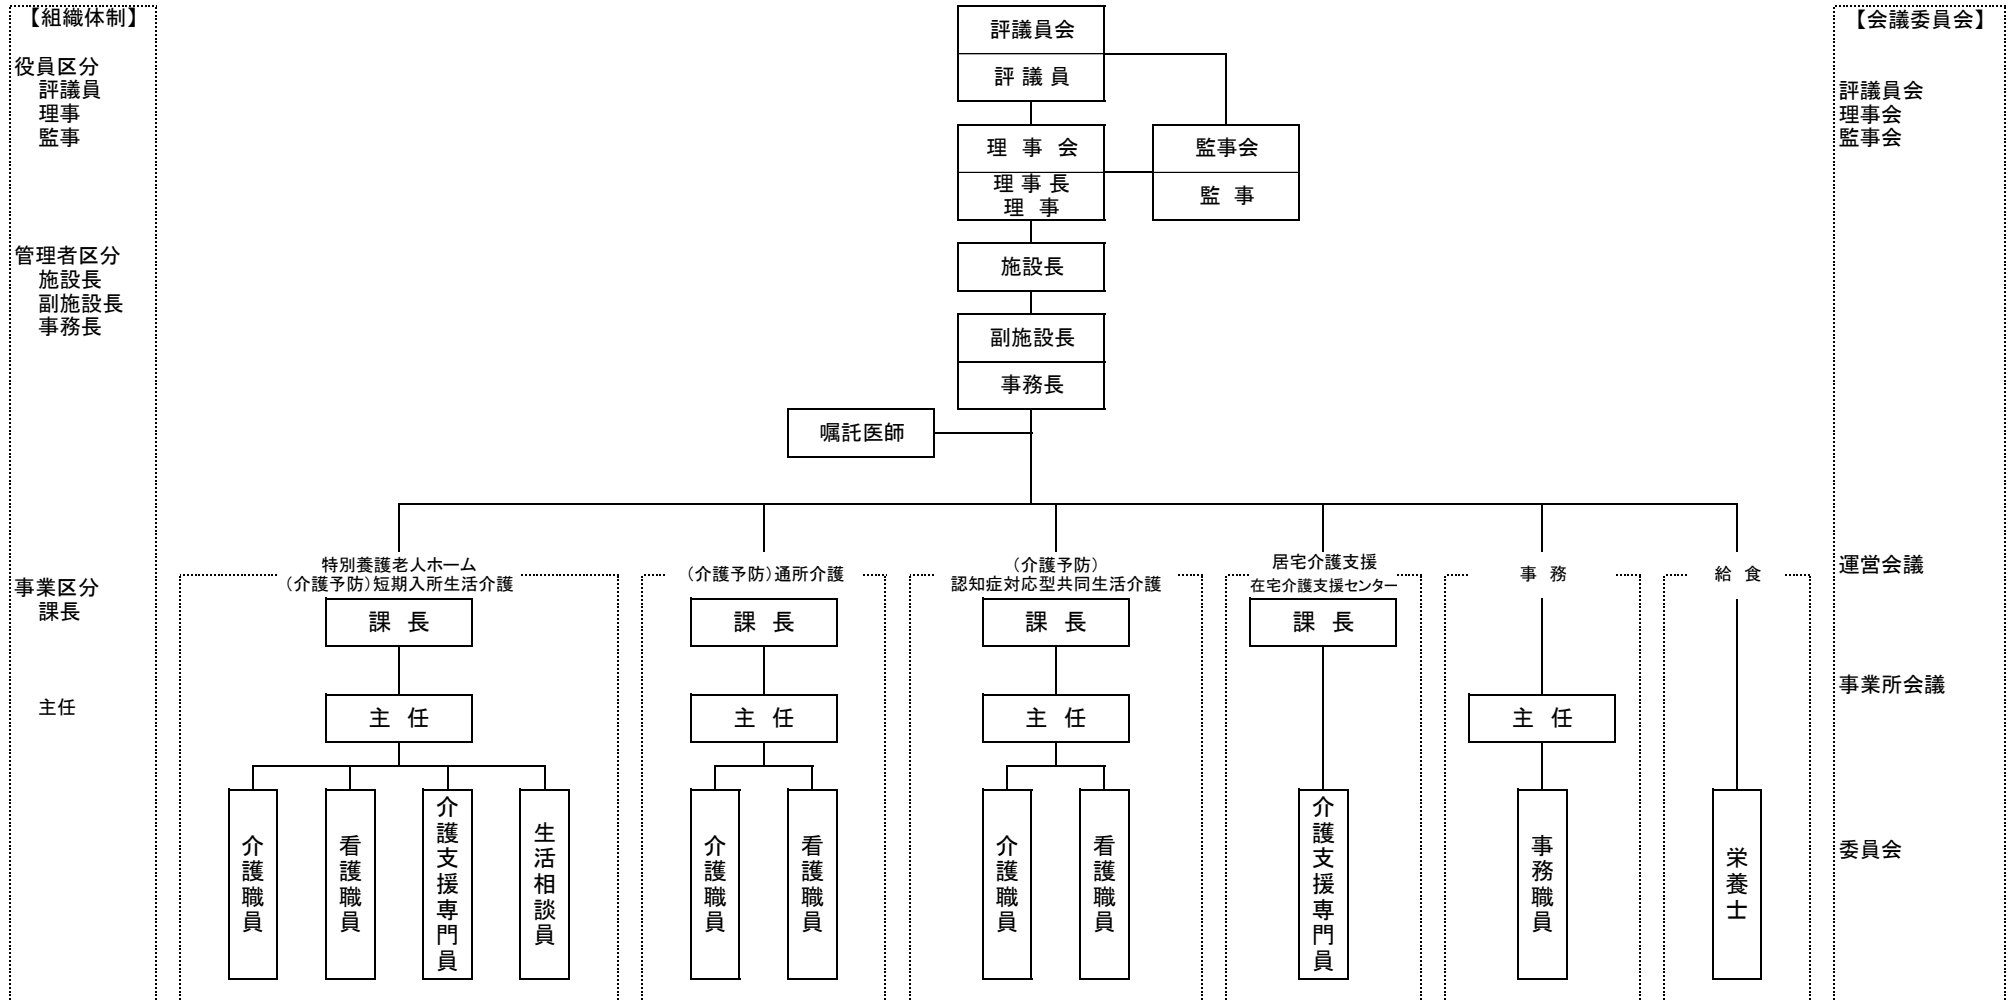 【組織体制】
役員区分
評議員
理事
監事
管理者区分
施設長
副施設長
事務長
事業区分
課長
主任
評議員会
評 議 員
理 事 会
理 事 長
理 事
監事会
監 事
施設長
副施設長
事務長
嘱託医師
特別養護老人ホーム
（介護予防）短期入所生活介護
課 長
主 任
介護職員
看護職員
介護支援専門員
生活相談員
（介護予防）通所介護
課 長
主 任
介護職員
看護職員
（介護予防）
認知症対応型共同生活介護
課 長
主 任
介護職員
看護職員
居宅介護支援
在宅介護支援センター
課 長
介護支援専門員
事 務
主 任
事務職員
給 食
栄養士
【会議委員会】
評議員会
理事会
監事会
運営会議
事業所会議
委員会